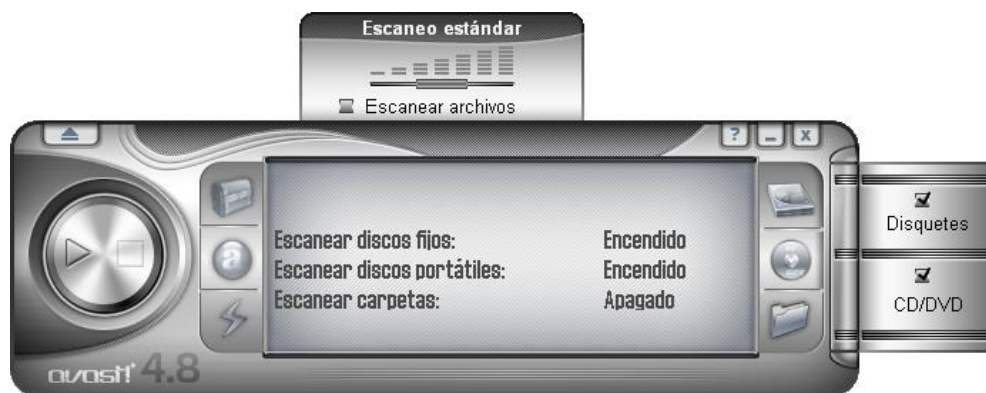 Escaneo estándar
Escanear archivos
? _ x
Escanear discos fijos: Encendido
Escanear discos portátiles: Encendido
Escanear carpetas: Apagado
Disquetes
CD/DVD
a
avast! 4.8